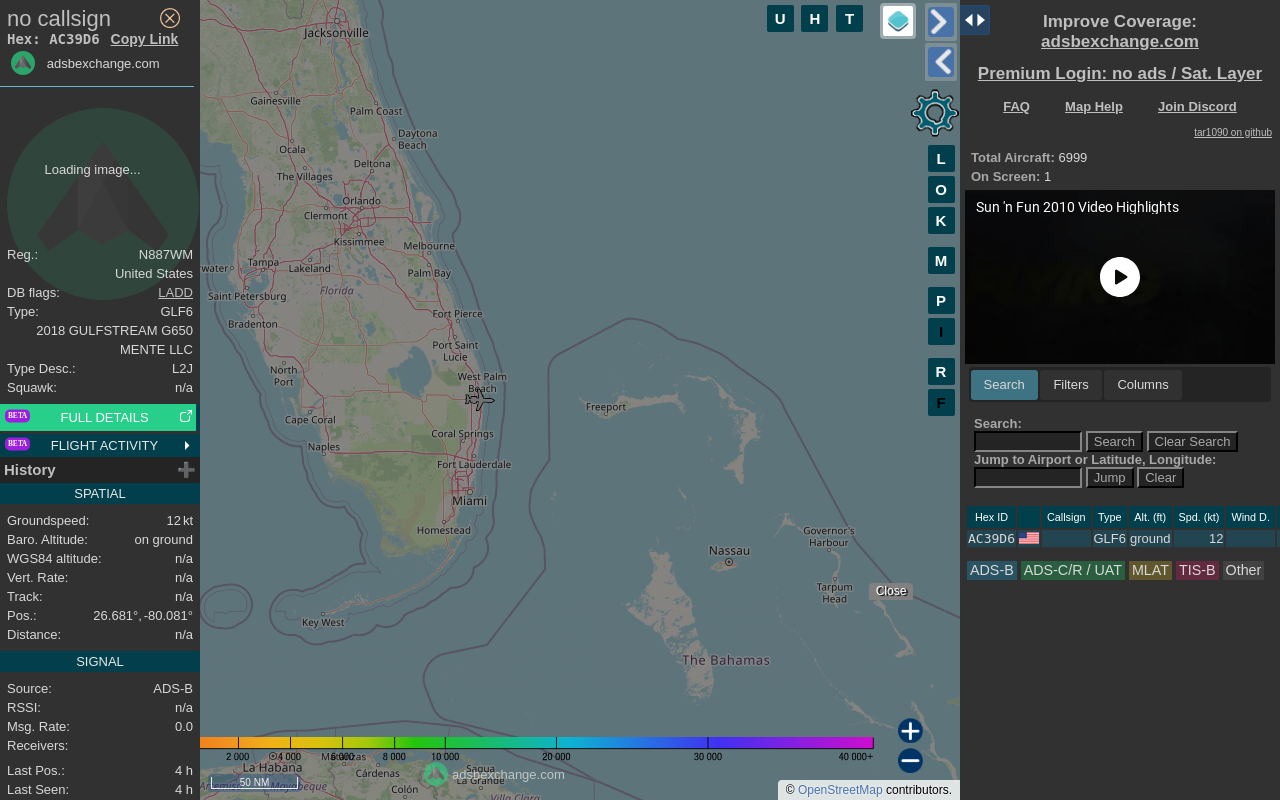 no callsign
Hex: AC39D6 Copy Link
adsbexchange.com
Loading image...
Reg.: N887WM
United States
DB flags: LADD
Type: GLF6
2018 GULFSTREAM G650
MENTE LLC
Type Desc.: L2J
Squawk: n/a
BETA FULL DETAILS
BETA FLIGHT ACTIVITY
History
SPATIAL
Groundspeed: 12 kt
Baro. Altitude: on ground
WGS84 altitude: n/a
Vert. Rate: n/a
Track: n/a
Pos.: 26.681°, -80.081°
Distance: n/a
SIGNAL
Source: ADS-B
RSSI: n/a
Msg. Rate: 0.0
Receivers:
Last Pos.: 4 h
Last Seen: 4 h
U H T
L
O
K
M
P
I
R
F
Jacksonville
Gainesville
Palm Coast
Daytona
Beach
Ocala
Deltona
The Villages
Orlando
Clermont
Kissimmee
Melbourne
Tampa
Lakeland
rwater
Palm Bay
Saint Petersburg
Florida
Fort Pierce
Bradenton
Port Saint
Lucie
North
Port
West Palm
Beach
Freeport
Cape Coral
Coral Springs
Naples
Fort Lauderdale
Miami
Homestead
Governor's
Harbour
Nassau
Tarpum
Head
Close
Key West
The Bahamas
2 000 4 000 6 000 8 000 10 000 20 000 30 000 40 000+
La Habana
Matanzas
Cárdenas
Sagua
La Grande
Artemisa
Mayabeque
Colón
Villa Clara
50 NM
adsbexchange.com
© OpenStreetMap contributors.
Improve Coverage:
adsbexchange.com
Premium Login: no ads / Sat. Layer
FAQ Map Help Join Discord
tar1090 on github
Total Aircraft: 6999
On Screen: 1
Sun 'n Fun 2010 Video Highlights
Search Filters Columns
Search:
Search Clear Search
Jump to Airport or Latitude, Longitude:
Jump Clear
Hex ID Callsign Type Alt. (ft) Spd. (kt) Wind D.
AC39D6 GLF6 ground 12
ADS-B ADS-C/R / UAT MLAT TIS-B Other